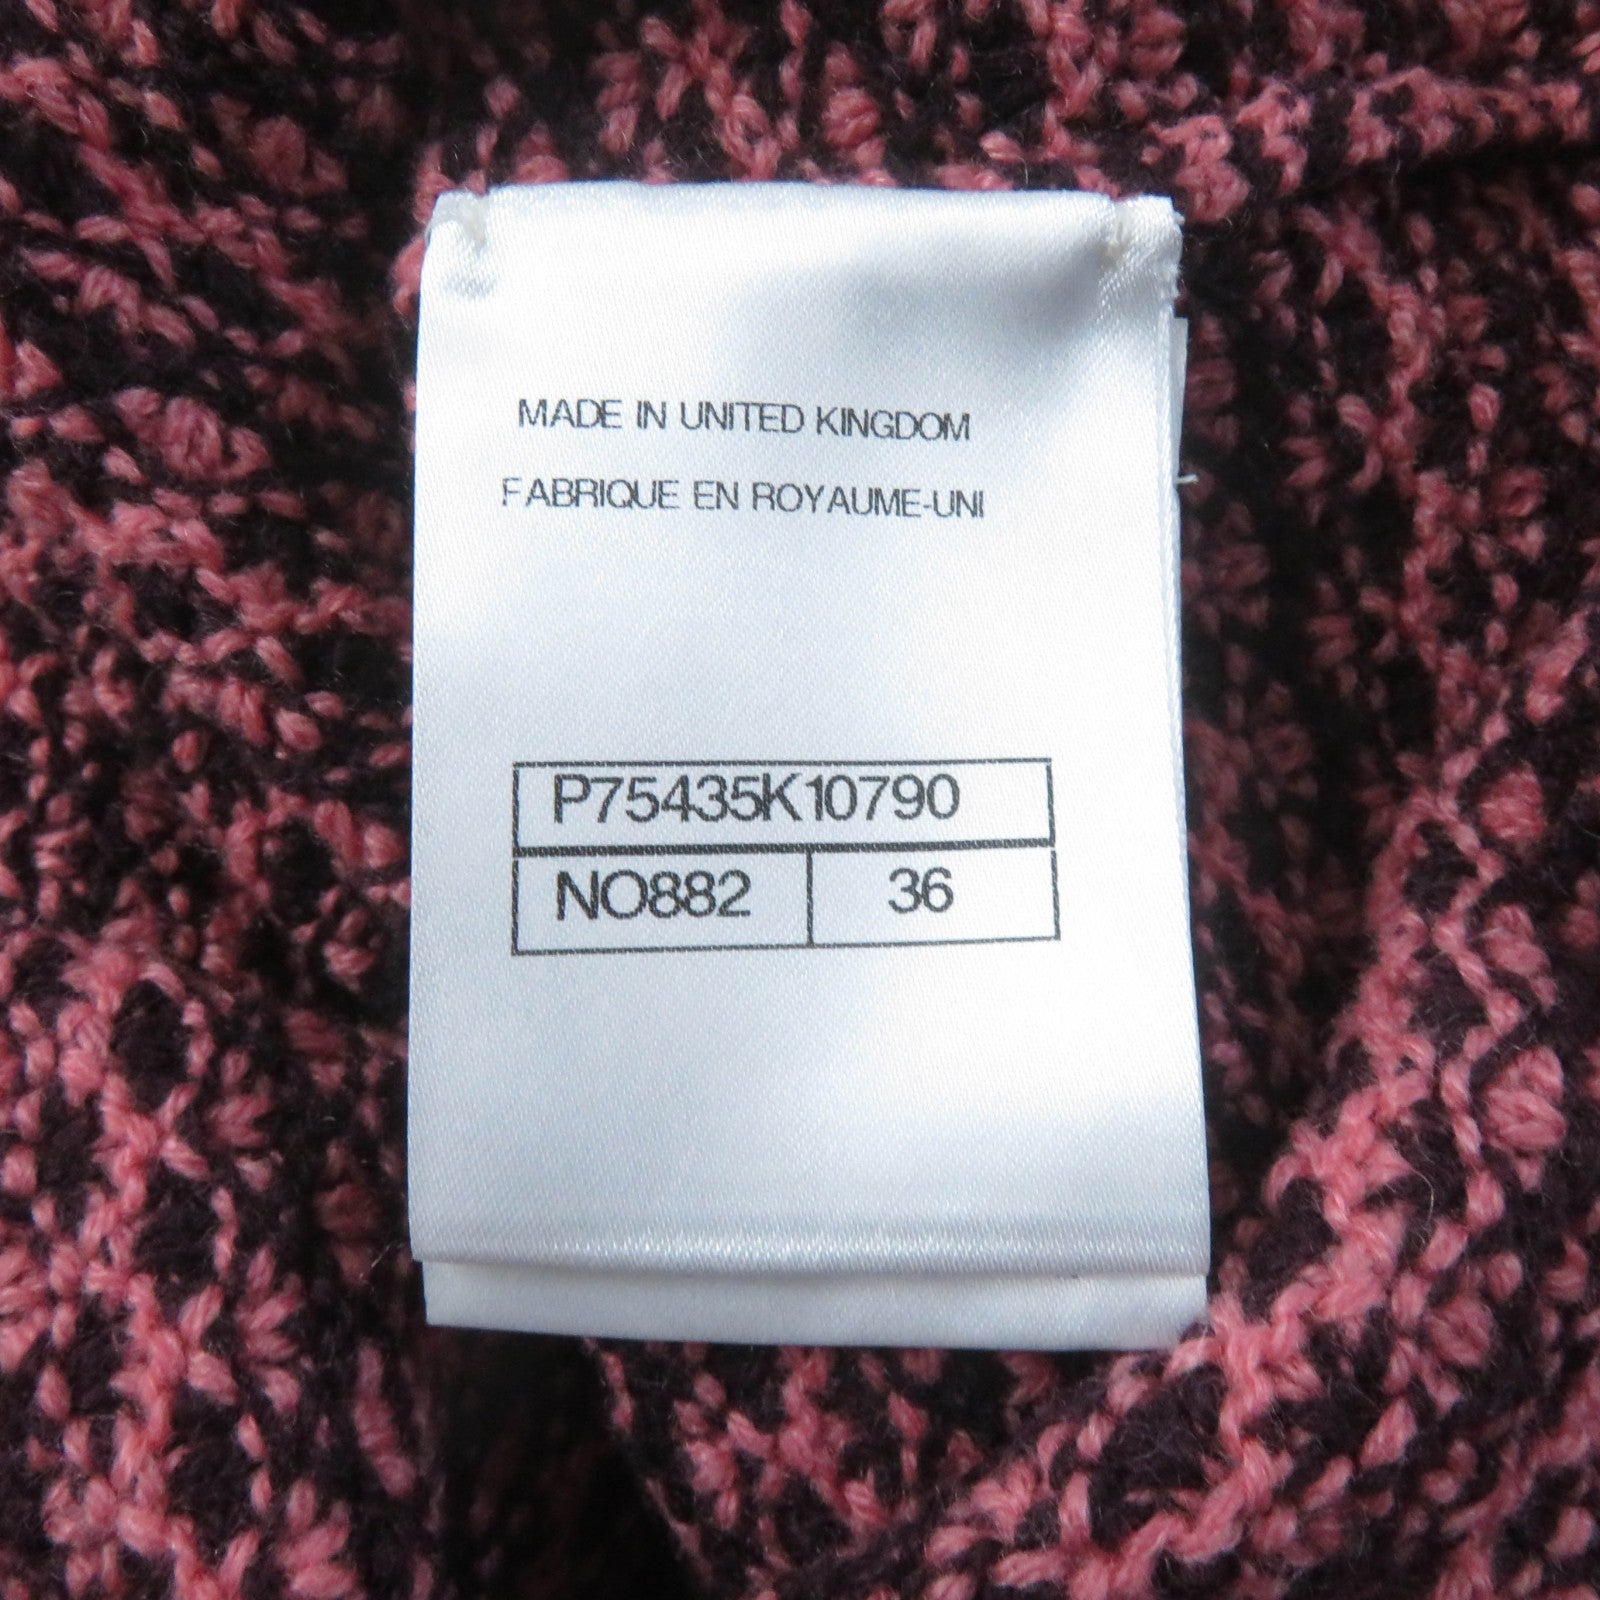 MADE IN UNITED KINGDOM
FABRIQUE EN ROYAUME-UNI
P75435K10790
NO882 36